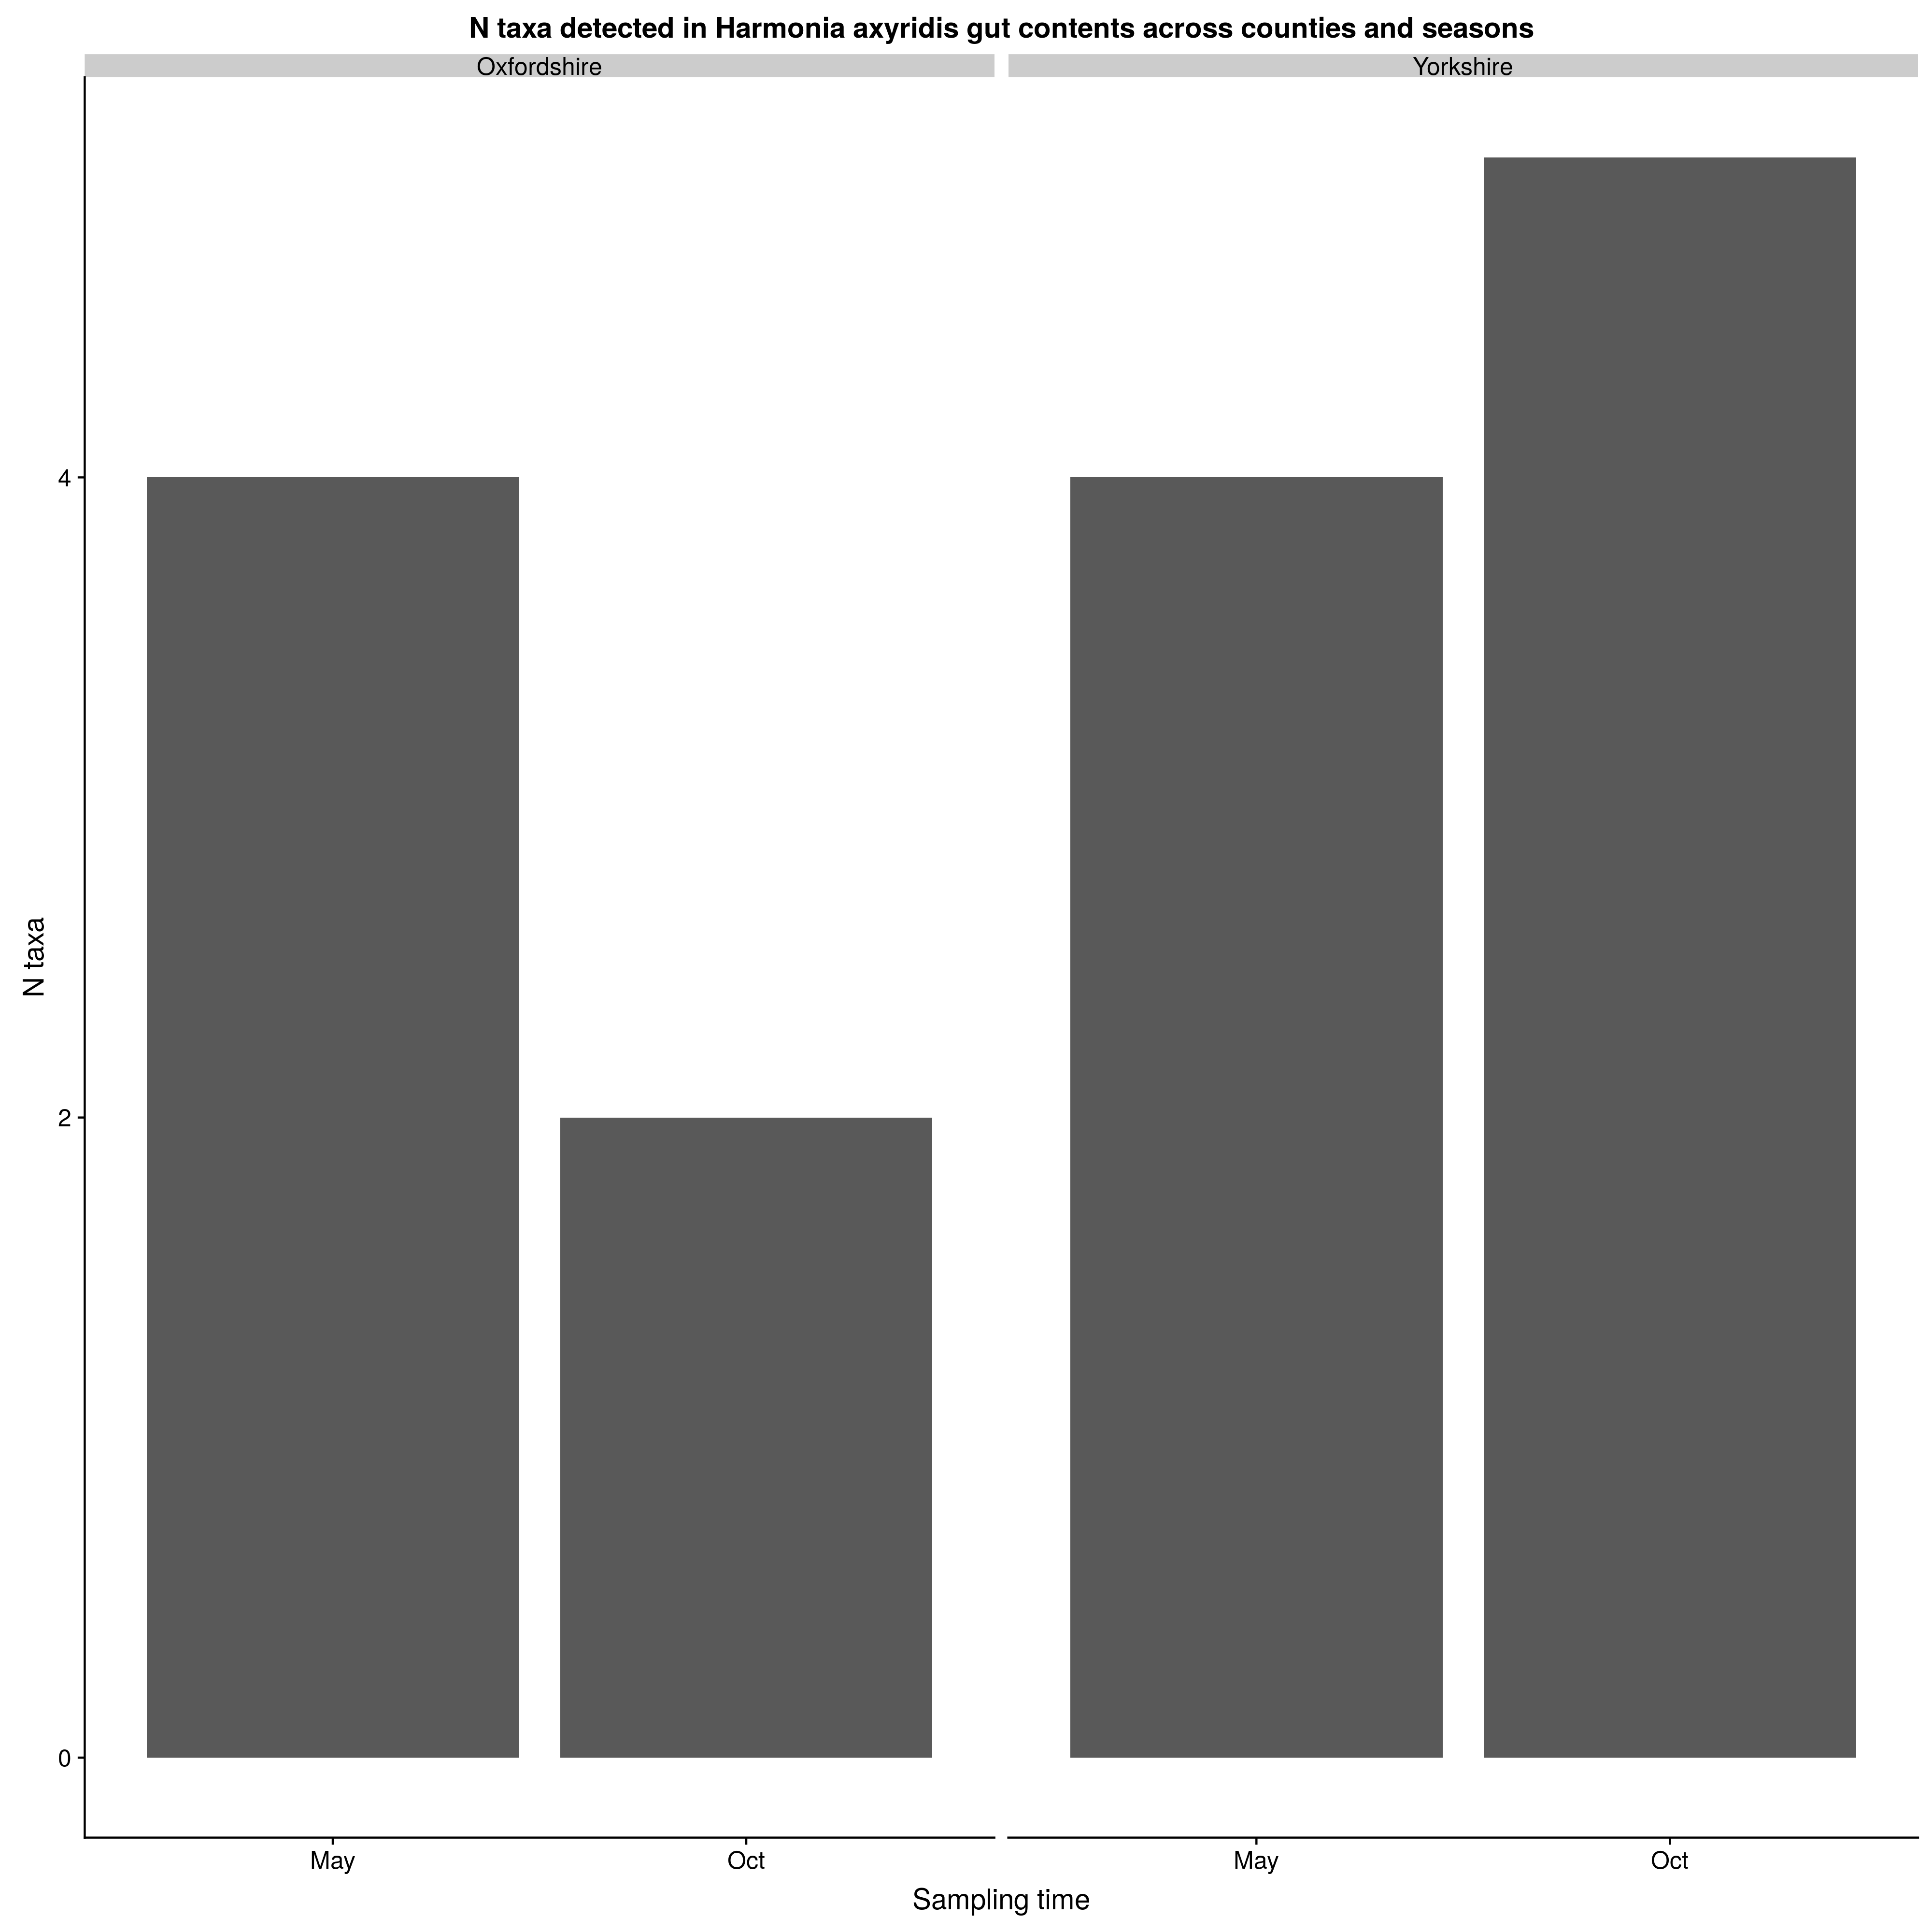 N taxa detected in Harmonia axyridis gut contents across counties and seasons
Oxfordshire
Yorkshire
N taxa
4
2
0
May
Oct
May
Oct
Sampling time